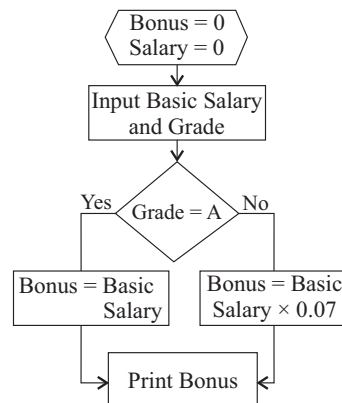 Bonus = 0
Salary = 0
Input Basic Salary
and Grade
Yes
Grade = A
No
Bonus = Basic
Salary
Bonus = Basic
Salary × 0.07
Print Bonus